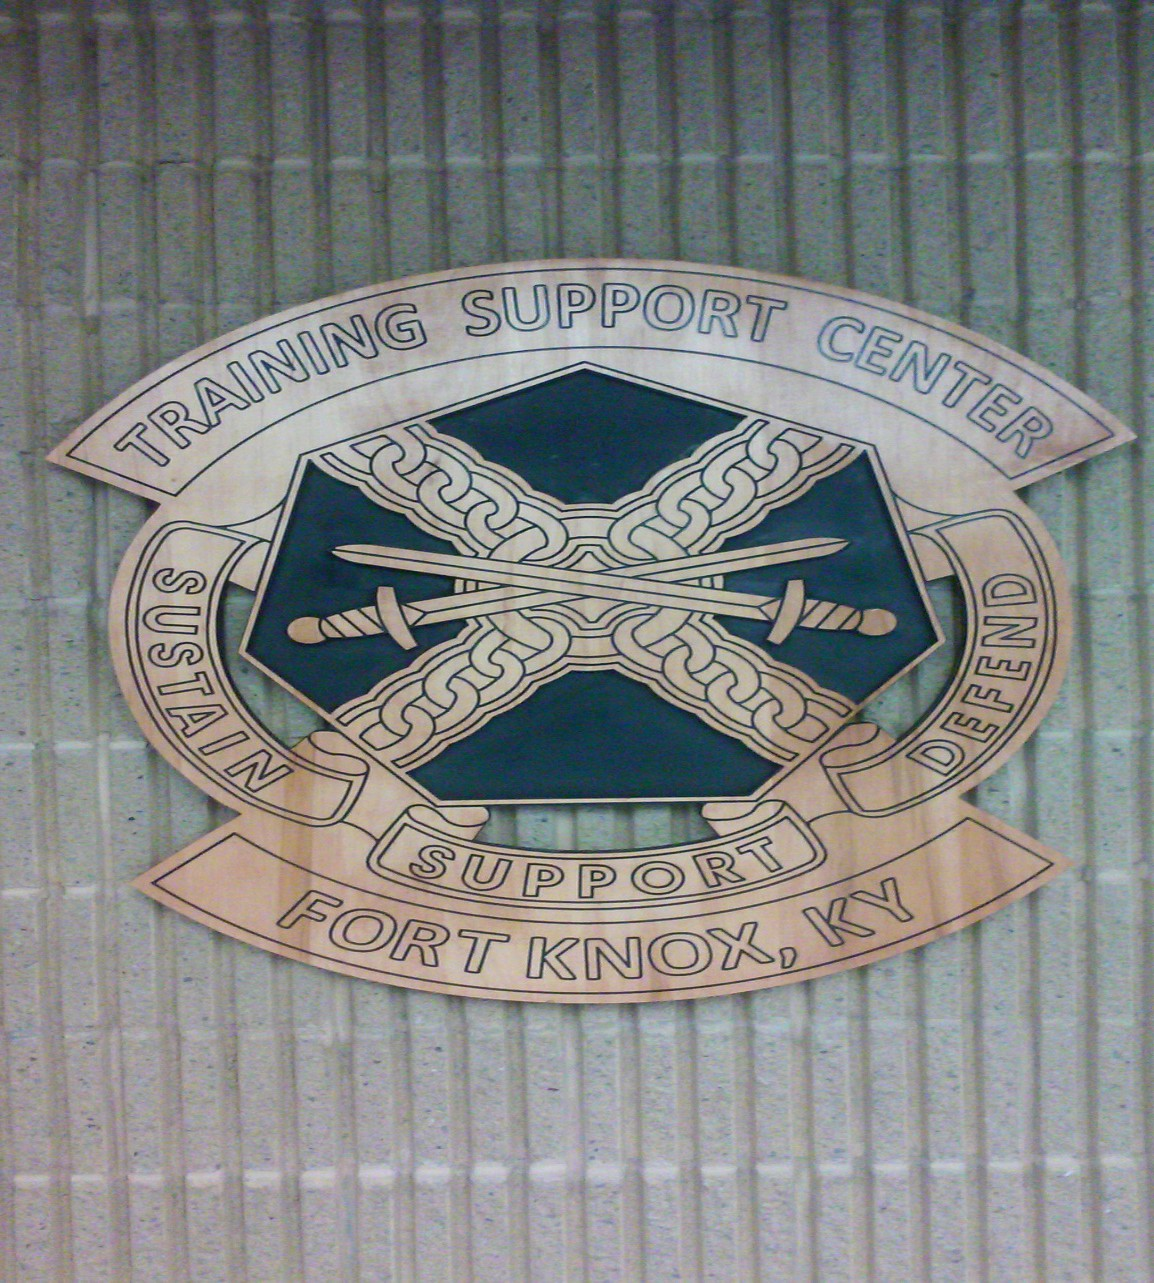 TRAINING SUPPORT CENTER
SUSTAIN
SUPPORT
DEFEND
FORT KNOX, KY